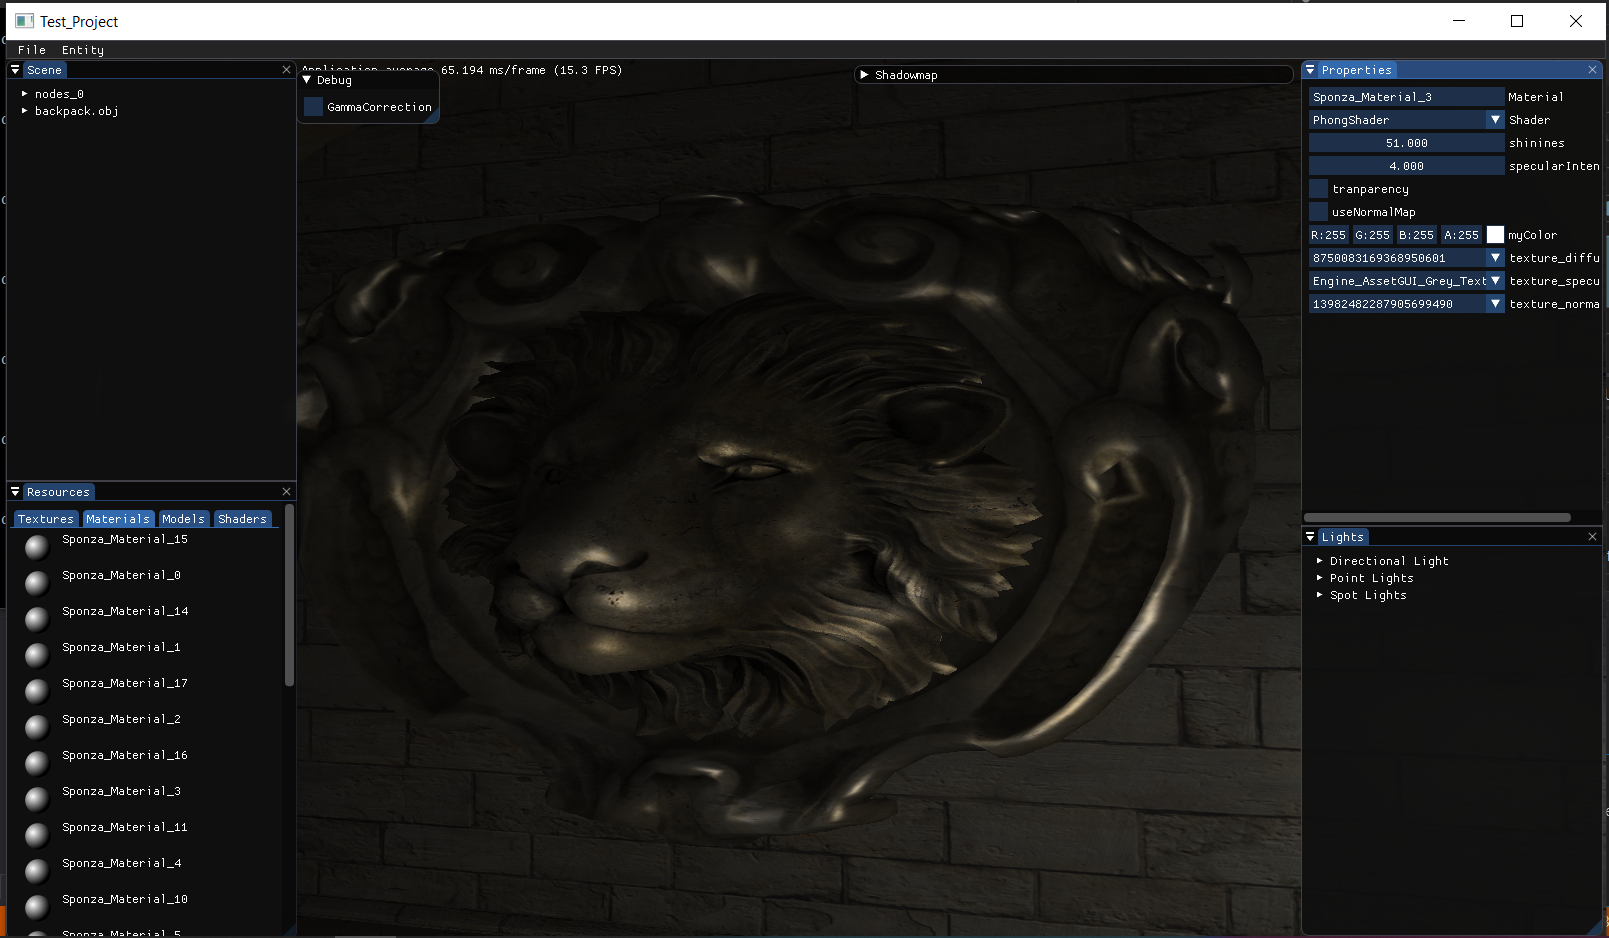 Test_Project
File Entity
Scene
nodes_0
backpack.obj
Application average 65.194 ms/frame (15.3 FPS)
Debug
GammaCorrection
Shadowmap
Properties
Sponza_Material_3 Material
PhongShader Shader
51.000 shinines
4.000 specularInten
tranparency
useNormalMap
R:255 G:255 B:255 A:255 myColor
8750083169368950601 texture_diffu
Engine_AssetGUI_Grey_Text texture_specu
13982482287905699490 texture_norma
Resources
Textures Materials Models Shaders
Sponza_Material_15
Sponza_Material_0
Sponza_Material_14
Sponza_Material_1
Sponza_Material_17
Sponza_Material_2
Sponza_Material_16
Sponza_Material_3
Sponza_Material_11
Sponza_Material_4
Sponza_Material_10
Sponza_Material_5
Lights
Directional Light
Point Lights
Spot Lights